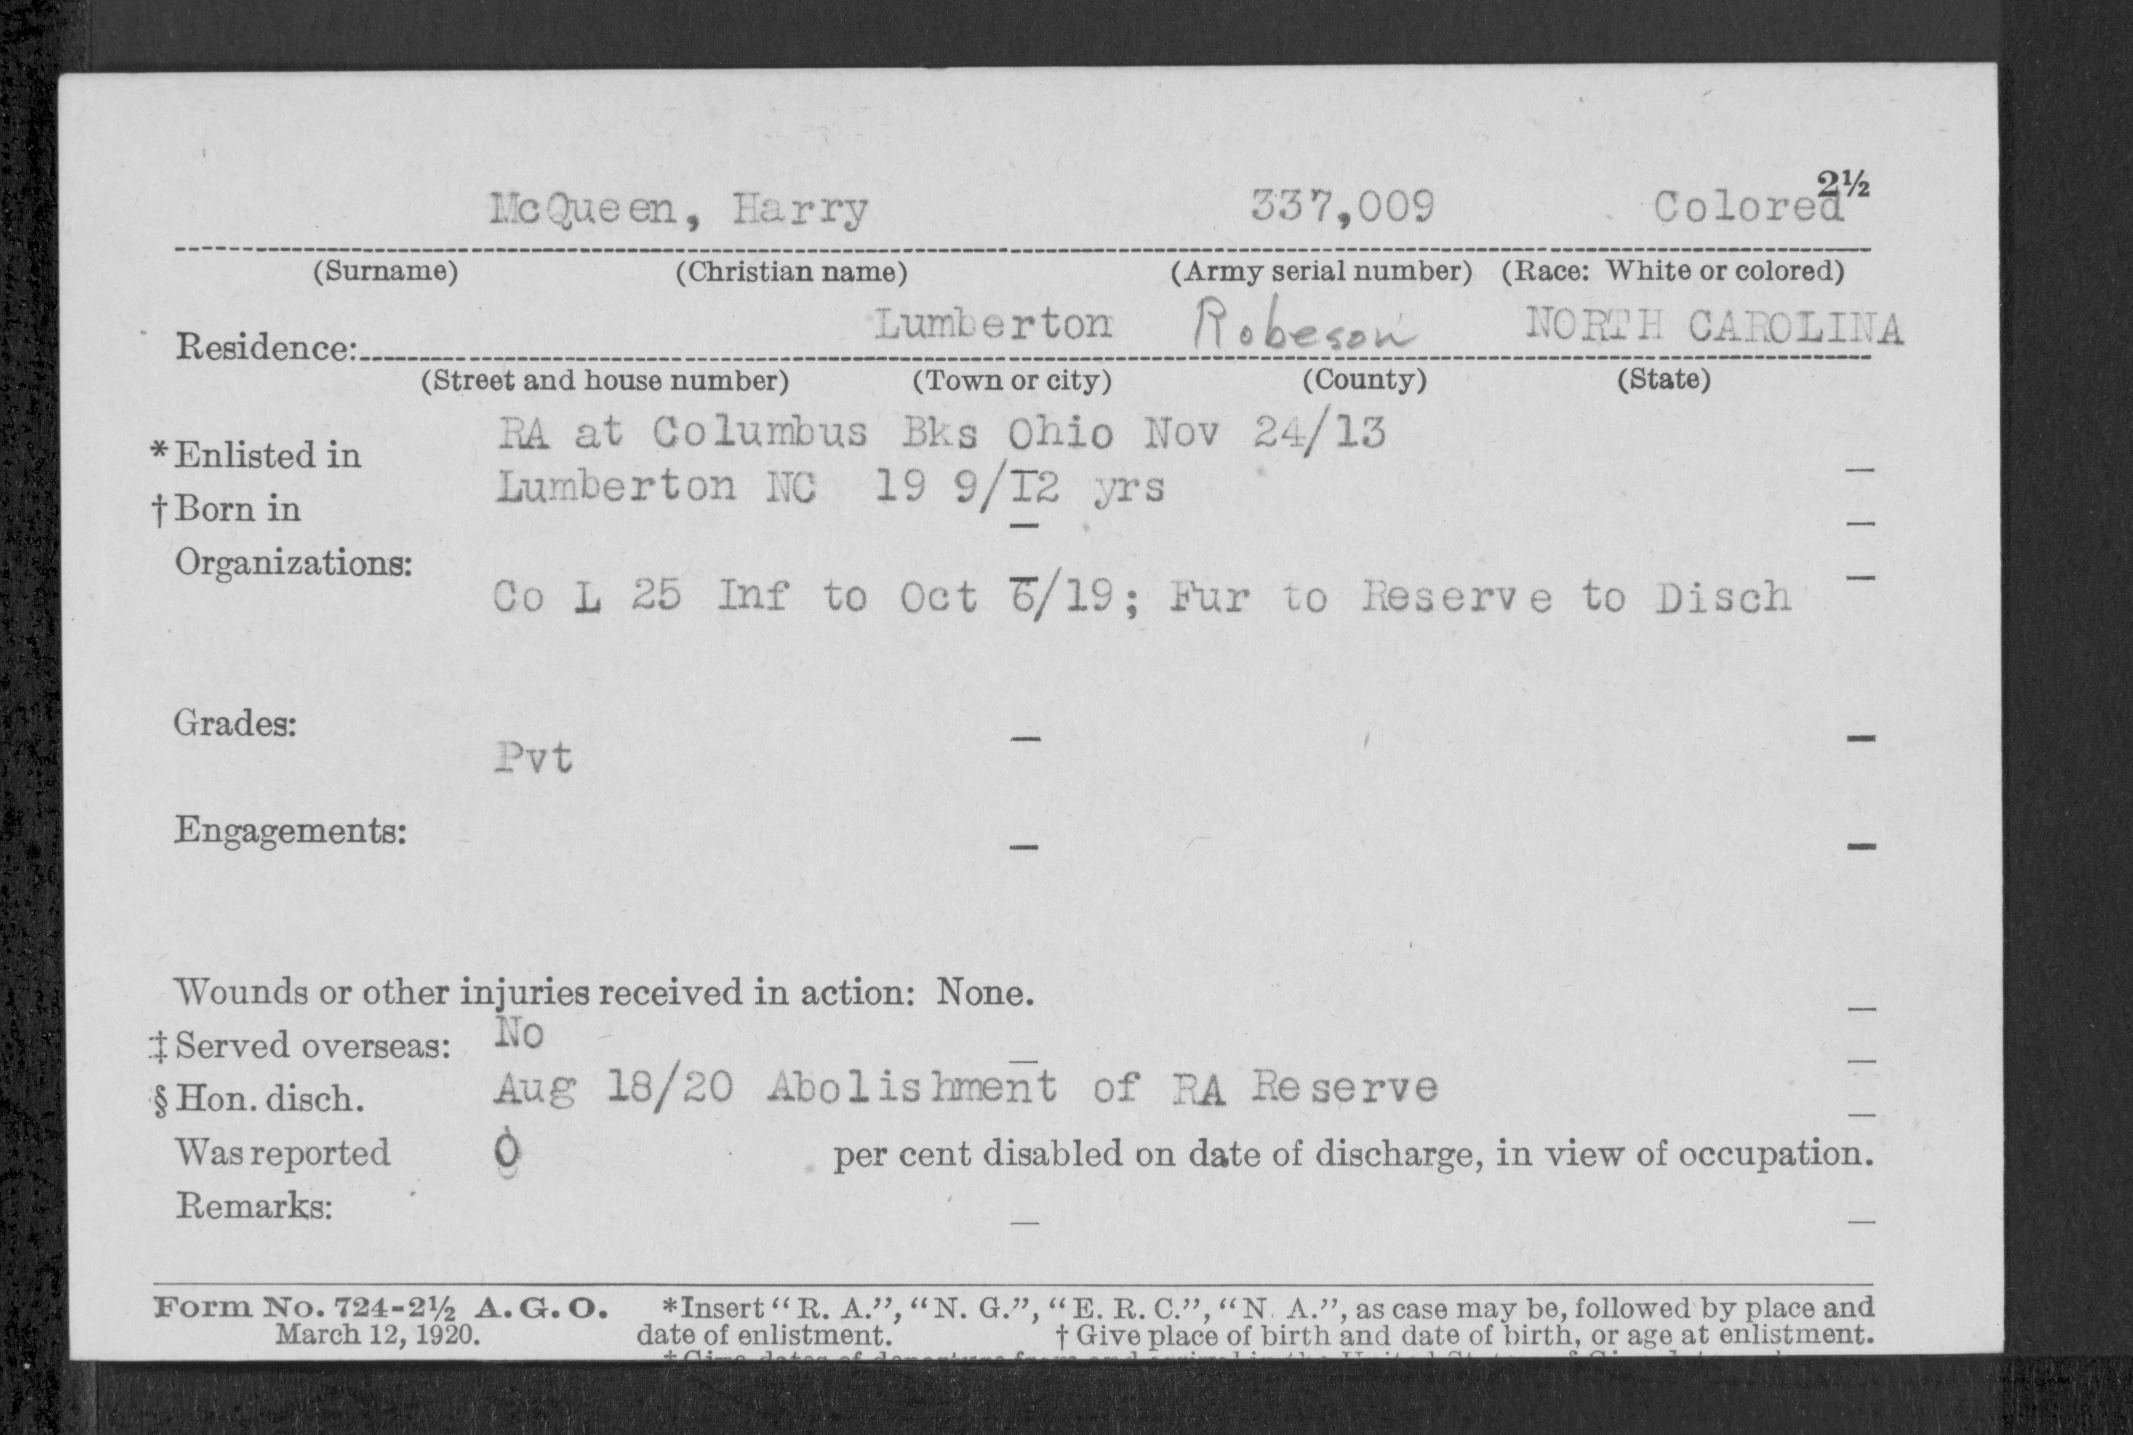 2½
McQueen, Harry 337,009 Colored
(Surname) (Christian name) (Army serial number) (Race: White or colored)
Residence: Lumberton Robeson NORTH CAROLINA
(Street and house number) (Town or city) (County) (State)
*Enlisted in RA at Columbus Bks Ohio Nov 24/13
†Born in Lumberton NC 19 9/12 yrs
Organizations:
Co L 25 Inf to Oct 6/19; Fur to Reserve to Disch
Grades:
Pvt
Engagements:
Wounds or other injuries received in action: None.
‡Served overseas: No
§Hon. disch. Aug 18/20 Abolishment of RA Reserve
Was reported 0 per cent disabled on date of discharge, in view of occupation.
Remarks:
Form No. 724-2½ A.G.O. *Insert "R. A.", "N. G.", "E. R. C.", "N. A.", as case may be, followed by place and
March 12, 1920. date of enlistment. †Give place of birth and date of birth, or age at enlistment.